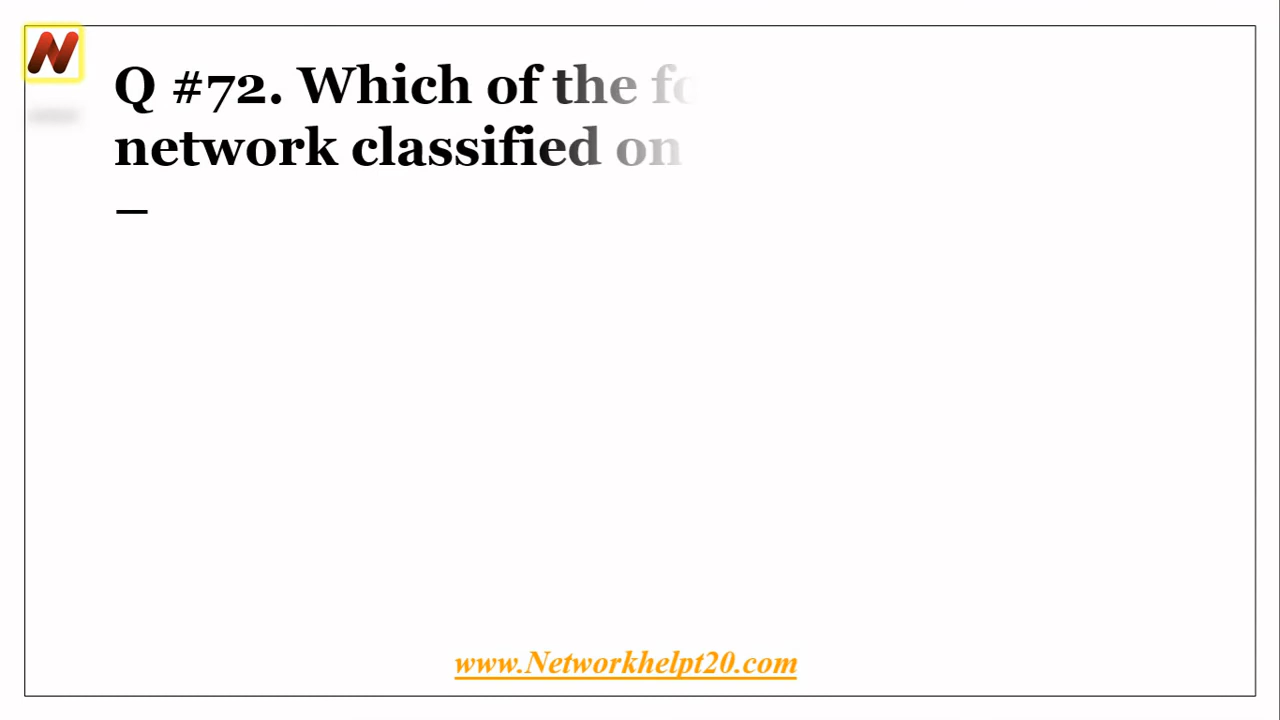 Q #72. Which of the
network classified on
_
www.Networkhelpt20.com